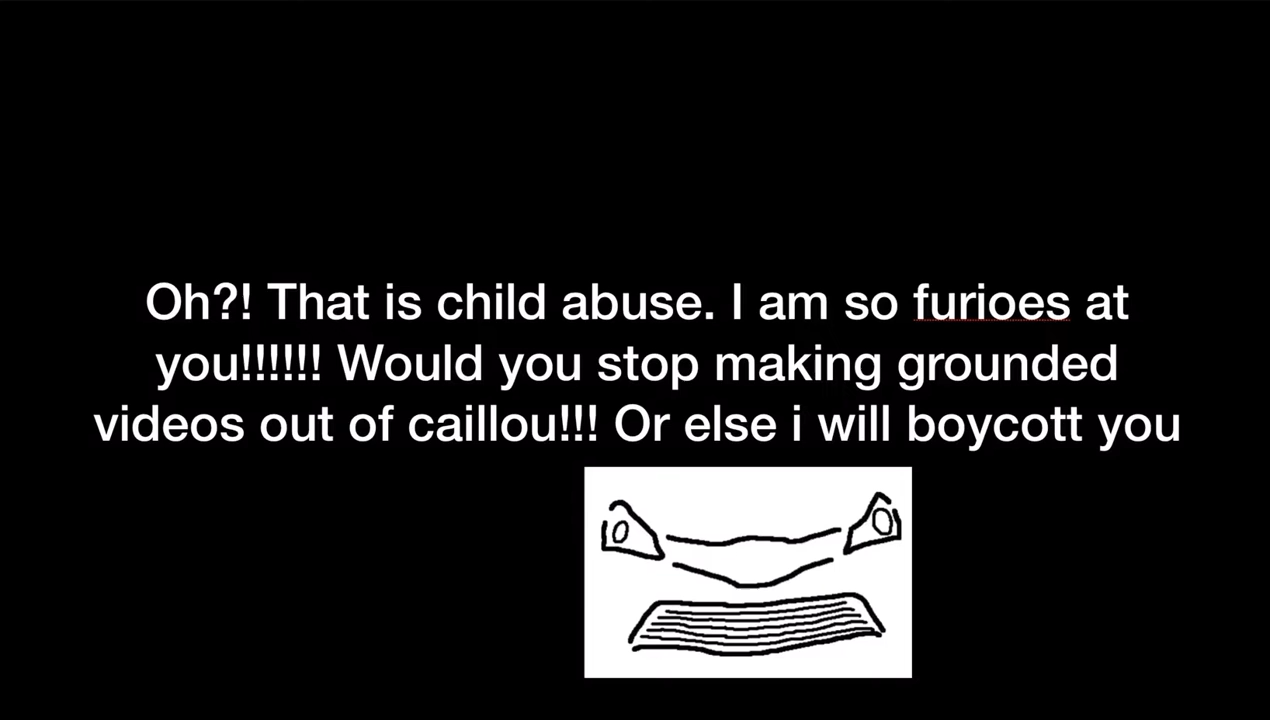 Oh?! That is child abuse. I am so furioes at
you!!!!!! Would you stop making grounded
videos out of caillou!!! Or else i will boycott you